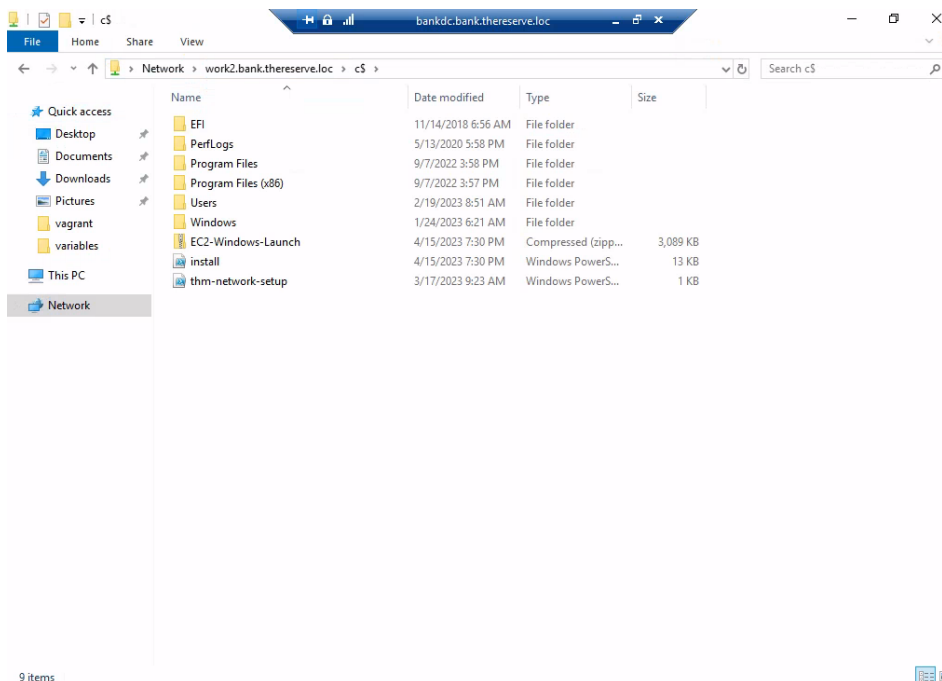 c$
bankdc.bank.thereserve.loc
File Home Share View
Network > work2.bank.thereserve.loc > c$ >
Search c$
Name Date modified Type Size
Quick access
Desktop
Documents
Downloads
Pictures
vagrant
variables
This PC
Network
EFI 11/14/2018 6:56 AM File folder
PerfLogs 5/13/2020 5:58 PM File folder
Program Files 9/7/2022 3:58 PM File folder
Program Files (x86) 9/7/2022 3:57 PM File folder
Users 2/19/2023 8:51 AM File folder
Windows 1/24/2023 6:21 AM File folder
EC2-Windows-Launch 4/15/2023 7:30 PM Compressed (zipp... 3,089 KB
install 4/15/2023 7:30 PM Windows PowerS... 13 KB
thm-network-setup 3/17/2023 9:23 AM Windows PowerS... 1 KB
9 items